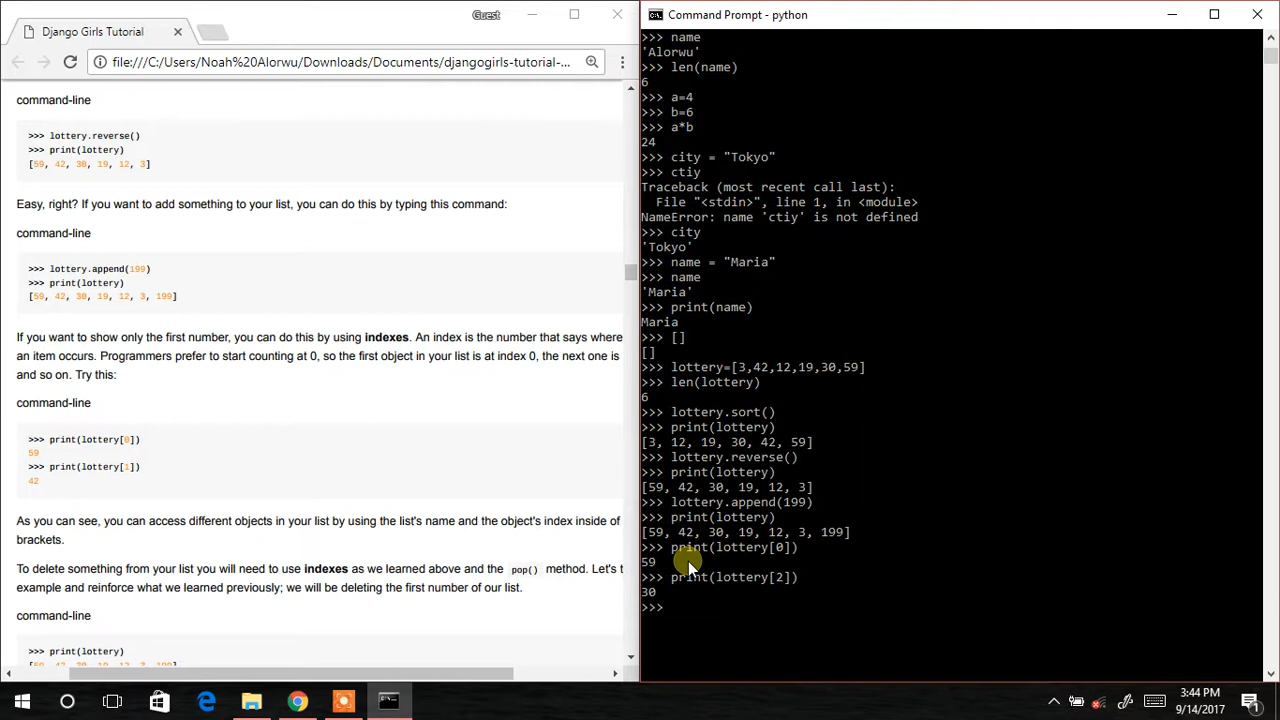 Guest
Django Girls Tutorial
file:///C:/Users/Noah%20Alorwu/Downloads/Documents/djangogirls-tutorial-...
command-line
>>> lottery.reverse()
>>> print(lottery)
[59, 42, 30, 19, 12, 3]
Easy, right? If you want to add something to your list, you can do this by typing this command:
command-line
>>> lottery.append(199)
>>> print(lottery)
[59, 42, 30, 19, 12, 3, 199]
If you want to show only the first number, you can do this by using indexes. An index is the number that says where
an item occurs. Programmers prefer to start counting at 0, so the first object in your list is at index 0, the next one is
and so on. Try this:
command-line
>>> print(lottery[0])
59
>>> print(lottery[1])
42
As you can see, you can access different objects in your list by using the list's name and the object's index inside of
brackets.
To delete something from your list you will need to use indexes as we learned above and the pop() method. Let's t
example and reinforce what we learned previously; we will be deleting the first number of our list.
command-line
>>> print(lottery)
[59, 42, 30, 19, 12, 3, 199]
Command Prompt - python
>>> name
'Alorwu'
>>> len(name)
6
>>> a=4
>>> b=6
>>> a*b
24
>>> city = "Tokyo"
>>> ctiy
Traceback (most recent call last):
File "<stdin>", line 1, in <module>
NameError: name 'ctiy' is not defined
>>> city
'Tokyo'
>>> name = "Maria"
>>> name
'Maria'
>>> print(name)
Maria
>>> []
[]
>>> lottery=[3,42,12,19,30,59]
>>> len(lottery)
6
>>> lottery.sort()
>>> print(lottery)
[3, 12, 19, 30, 42, 59]
>>> lottery.reverse()
>>> print(lottery)
[59, 42, 30, 19, 12, 3]
>>> lottery.append(199)
>>> print(lottery)
[59, 42, 30, 19, 12, 3, 199]
>>> print(lottery[0])
59
>>> print(lottery[2])
30
>>>
3:44 PM
9/14/2017